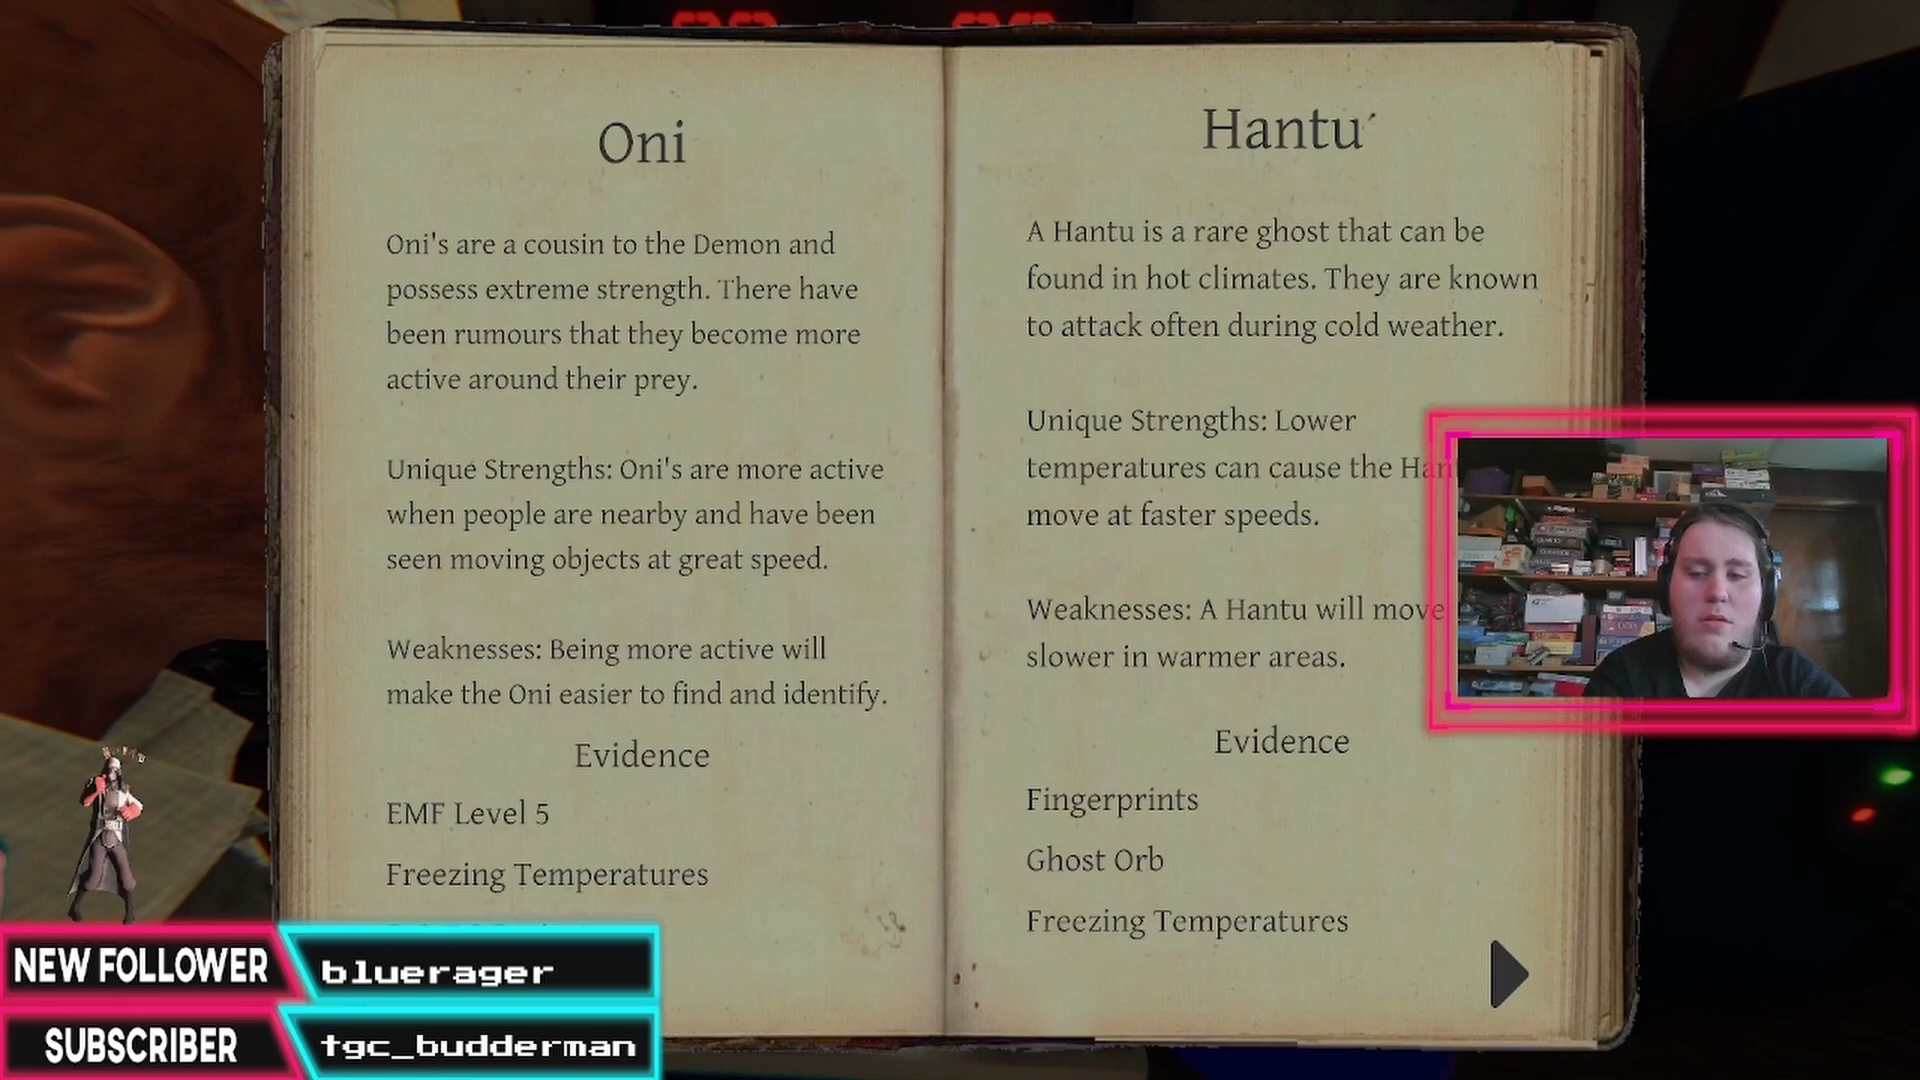 Oni
Oni's are a cousin to the Demon and
possess extreme strength. There have
been rumours that they become more
active around their prey.
Unique Strengths: Oni's are more active
when people are nearby and have been
seen moving objects at great speed.
Weaknesses: Being more active will
make the Oni easier to find and identify.
Evidence
EMF Level 5
Freezing Temperatures
Hantu
A Hantu is a rare ghost that can be
found in hot climates. They are known
to attack often during cold weather.
Unique Strengths: Lower
temperatures can cause the
move at faster speeds.
Weaknesses: A Hantu will move
slower in warmer areas.
Evidence
Fingerprints
Ghost Orb
Freezing Temperatures
NEW FOLLOWER
bluerager
SUBSCRIBER
tgc_budderman